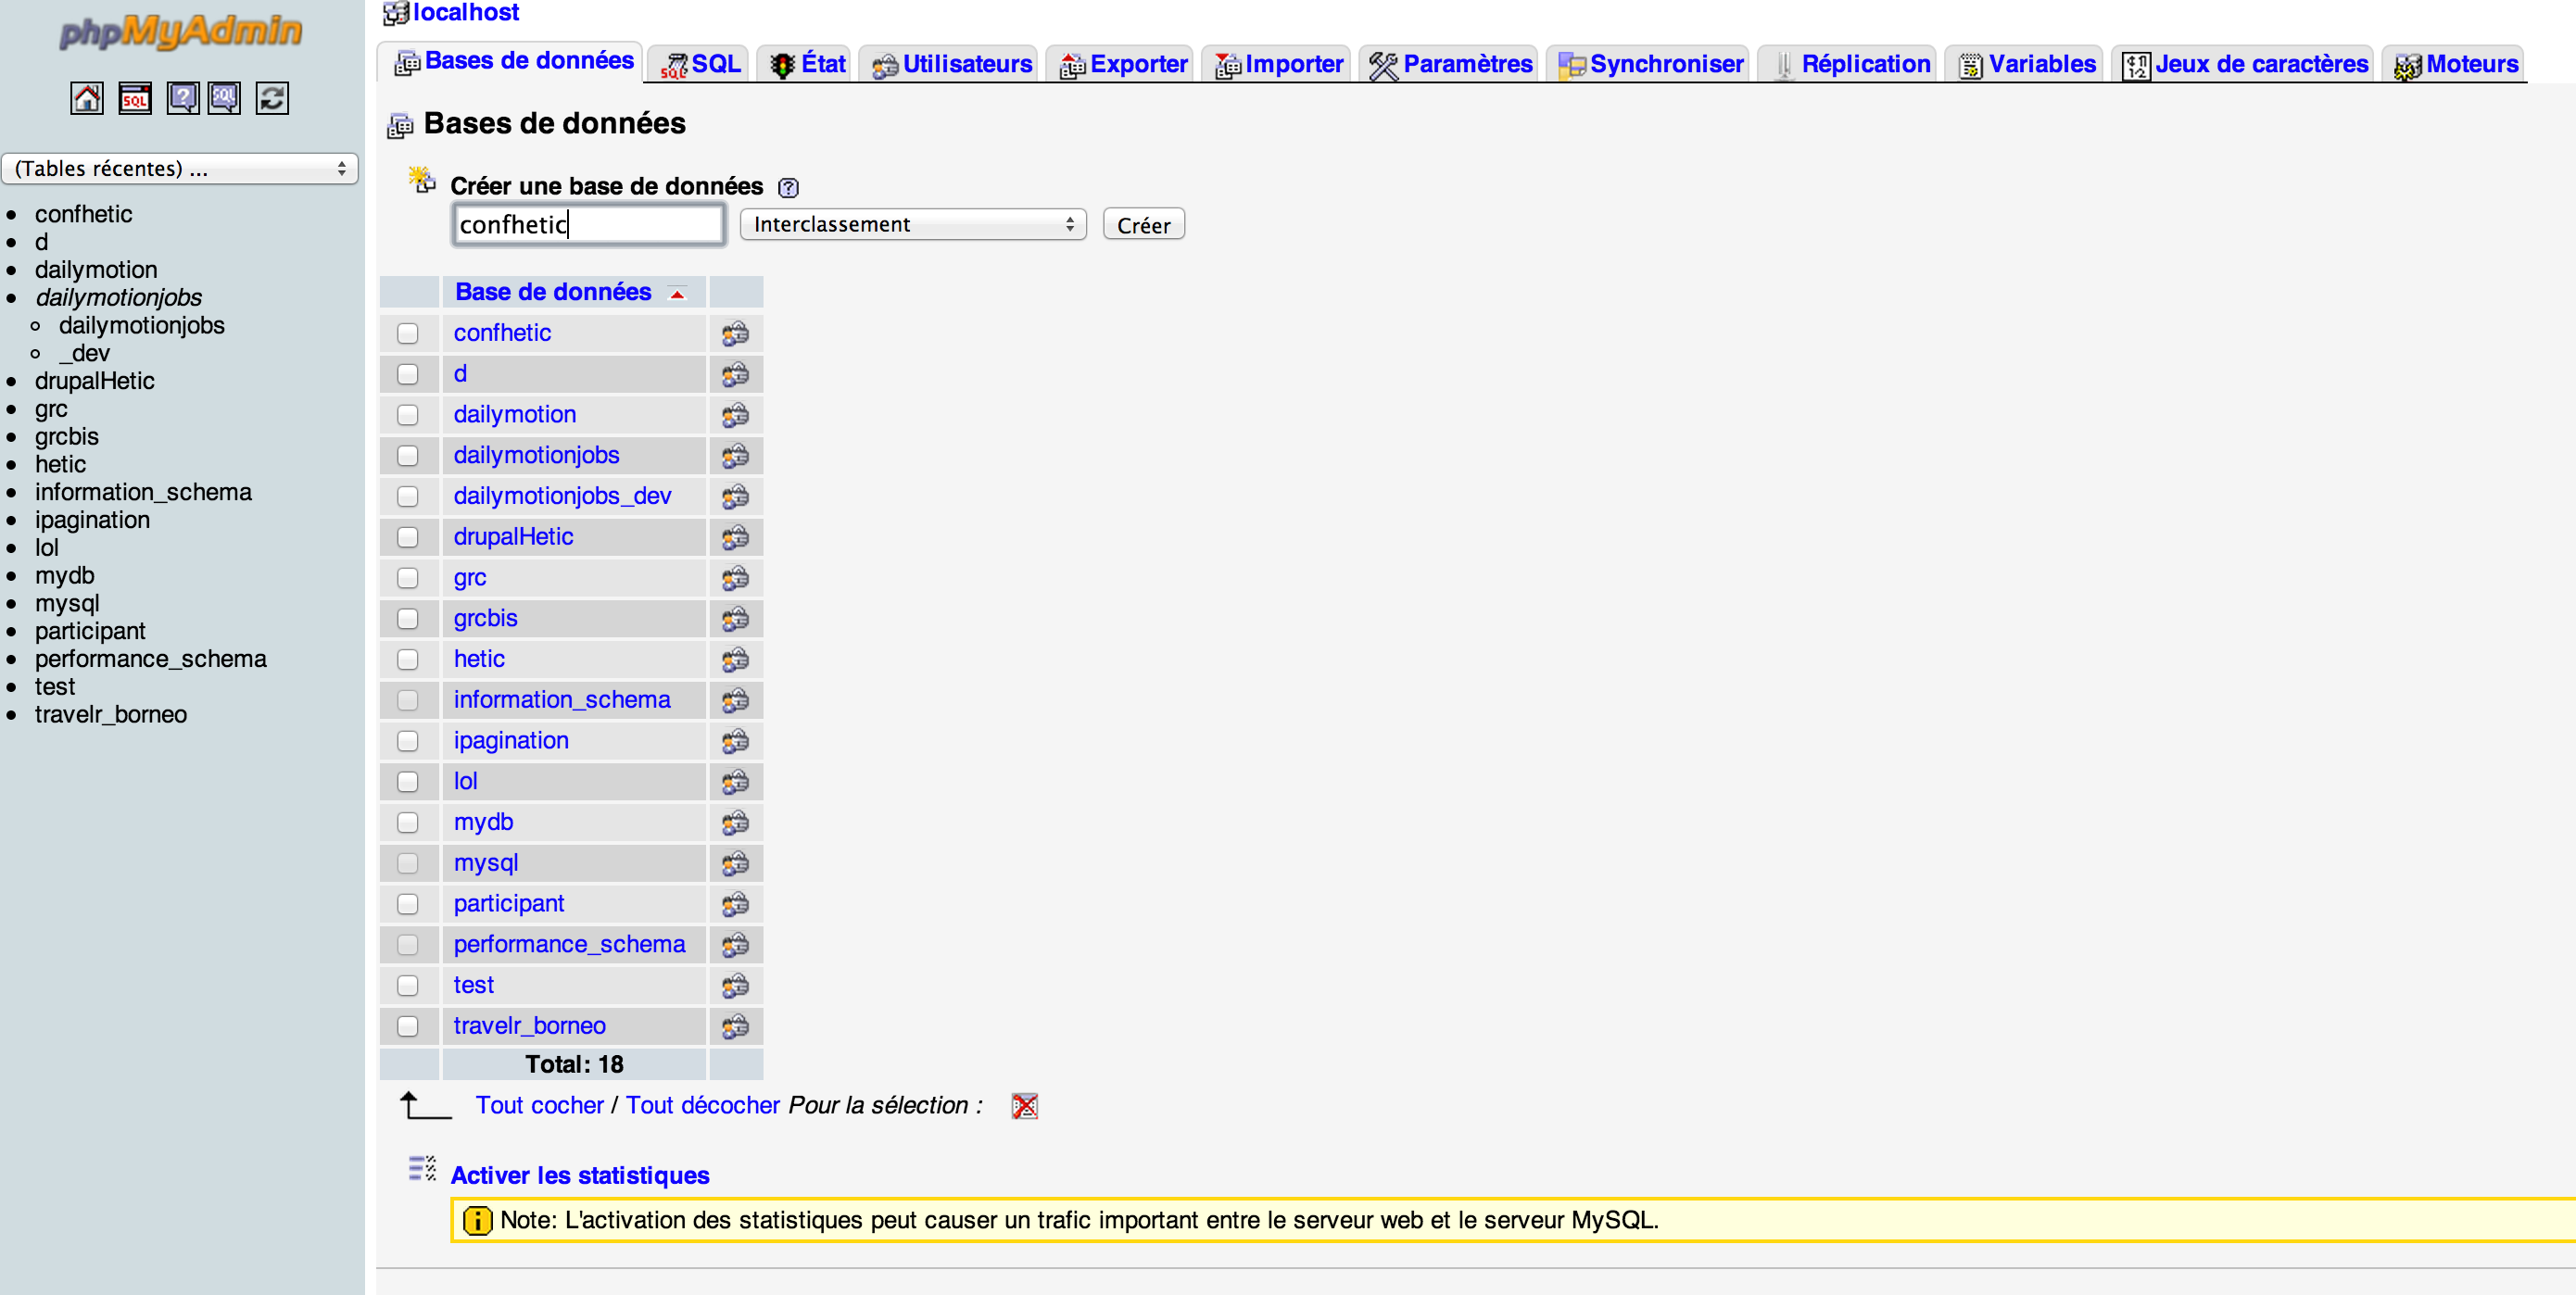 phpMyAdmin
SQL ? SQL
(Tables récentes) ...
confhetic
d
dailymotion
dailymotionjobs
dailymotionjobs
_dev
drupalHetic
grc
grcbis
hetic
information_schema
ipagination
lol
mydb
mysql
participant
performance_schema
test
travelr_borneo
localhost
Bases de données SQL État Utilisateurs Exporter Importer Paramètres Synchroniser Réplication Variables Jeux de caractères Moteurs
Bases de données
Créer une base de données ?
confhetic Interclassement Créer
Base de données
confhetic
d
dailymotion
dailymotionjobs
dailymotionjobs_dev
drupalHetic
grc
grcbis
hetic
information_schema
ipagination
lol
mydb
mysql
participant
performance_schema
test
travelr_borneo
Total: 18
Tout cocher / Tout décocher Pour la sélection :
Activer les statistiques
Note: L'activation des statistiques peut causer un trafic important entre le serveur web et le serveur MySQL.